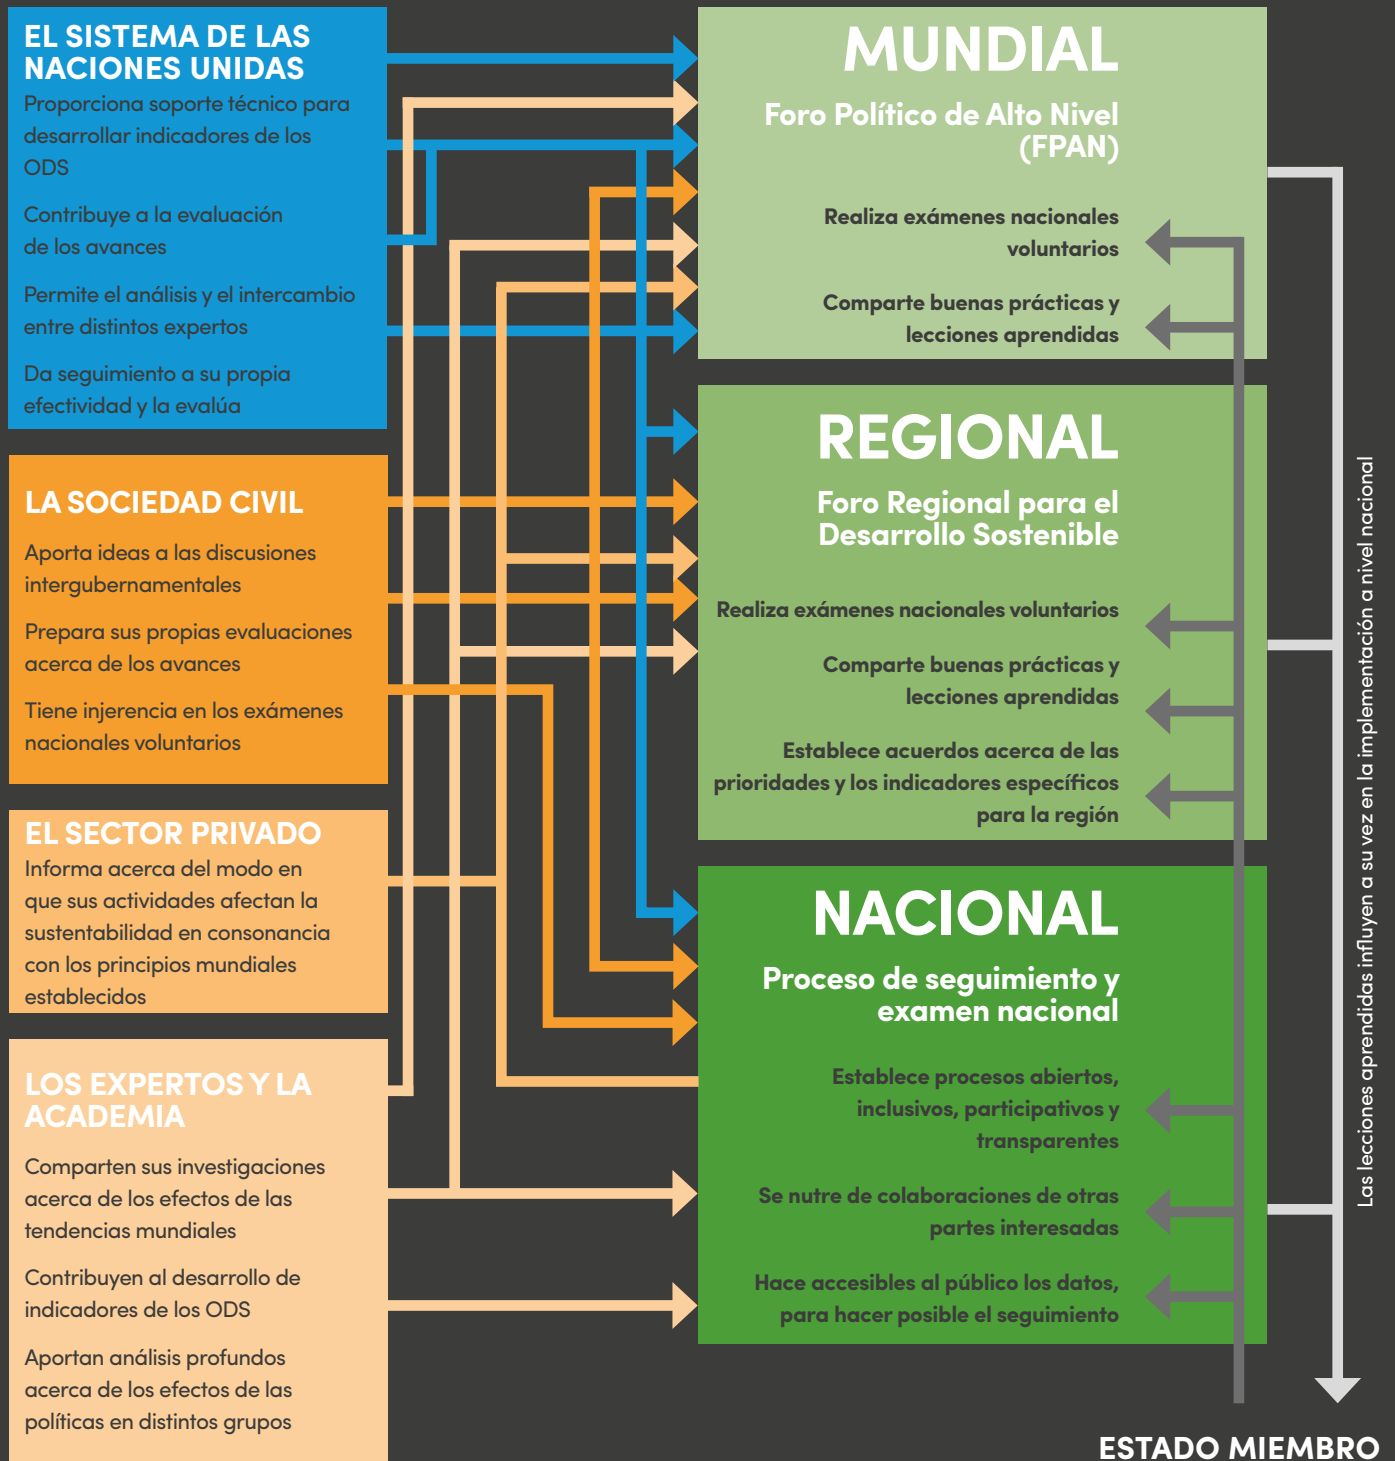 EL SISTEMA DE LAS
NACIONES UNIDAS
Proporciona soporte técnico para
desarrollar indicadores de los
ODS
Contribuye a la evaluación
de los avances
Permite el análisis y el intercambio
entre distintos expertos
Da seguimiento a su propia
efectividad y la evalúa
LA SOCIEDAD CIVIL
Aporta ideas a las discusiones
intergubernamentales
Prepara sus propias evaluaciones
acerca de los avances
Tiene injerencia en los exámenes
nacionales voluntarios
EL SECTOR PRIVADO
Informa acerca del modo en
que sus actividades afectan la
sustentabilidad en consonancia
con los principios mundiales
establecidos
LOS EXPERTOS Y LA
ACADEMIA
Comparten sus investigaciones
acerca de los efectos de las
tendencias mundiales
Contribuyen al desarrollo de
indicadores de los ODS
Aportan análisis profundos
acerca de los efectos de las
políticas en distintos grupos
MUNDIAL
Foro Político de Alto Nivel
(FPAN)
Realiza exámenes nacionales
voluntarios
Comparte buenas prácticas y
lecciones aprendidas
REGIONAL
Foro Regional para el
Desarrollo Sostenible
Realiza exámenes nacionales voluntarios
Comparte buenas prácticas y
lecciones aprendidas
Establece acuerdos acerca de las
prioridades y los indicadores específicos
para la región
NACIONAL
Proceso de seguimiento y
examen nacional
Establece procesos abiertos,
inclusivos, participativos y
transparentes
Se nutre de colaboraciones de otras
partes interesadas
Hace accesibles al público los datos,
para hacer posible el seguimiento
Las lecciones aprendidas influyen a su vez en la implementación a nivel nacional
ESTADO MIEMBRO